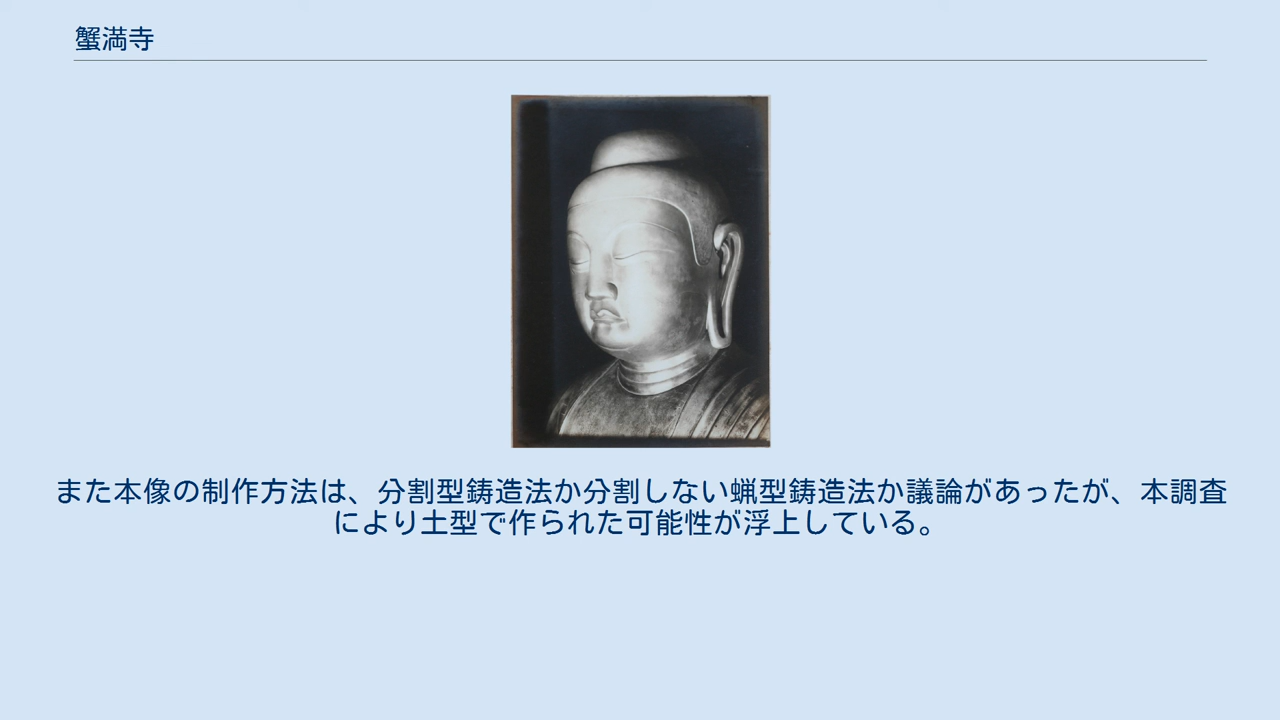 蟹満寺
また本像の制作方法は、分割型鋳造法か分割しない蝋型鋳造法か議論があったが、本調査
により土型で作られた可能性が浮上している。